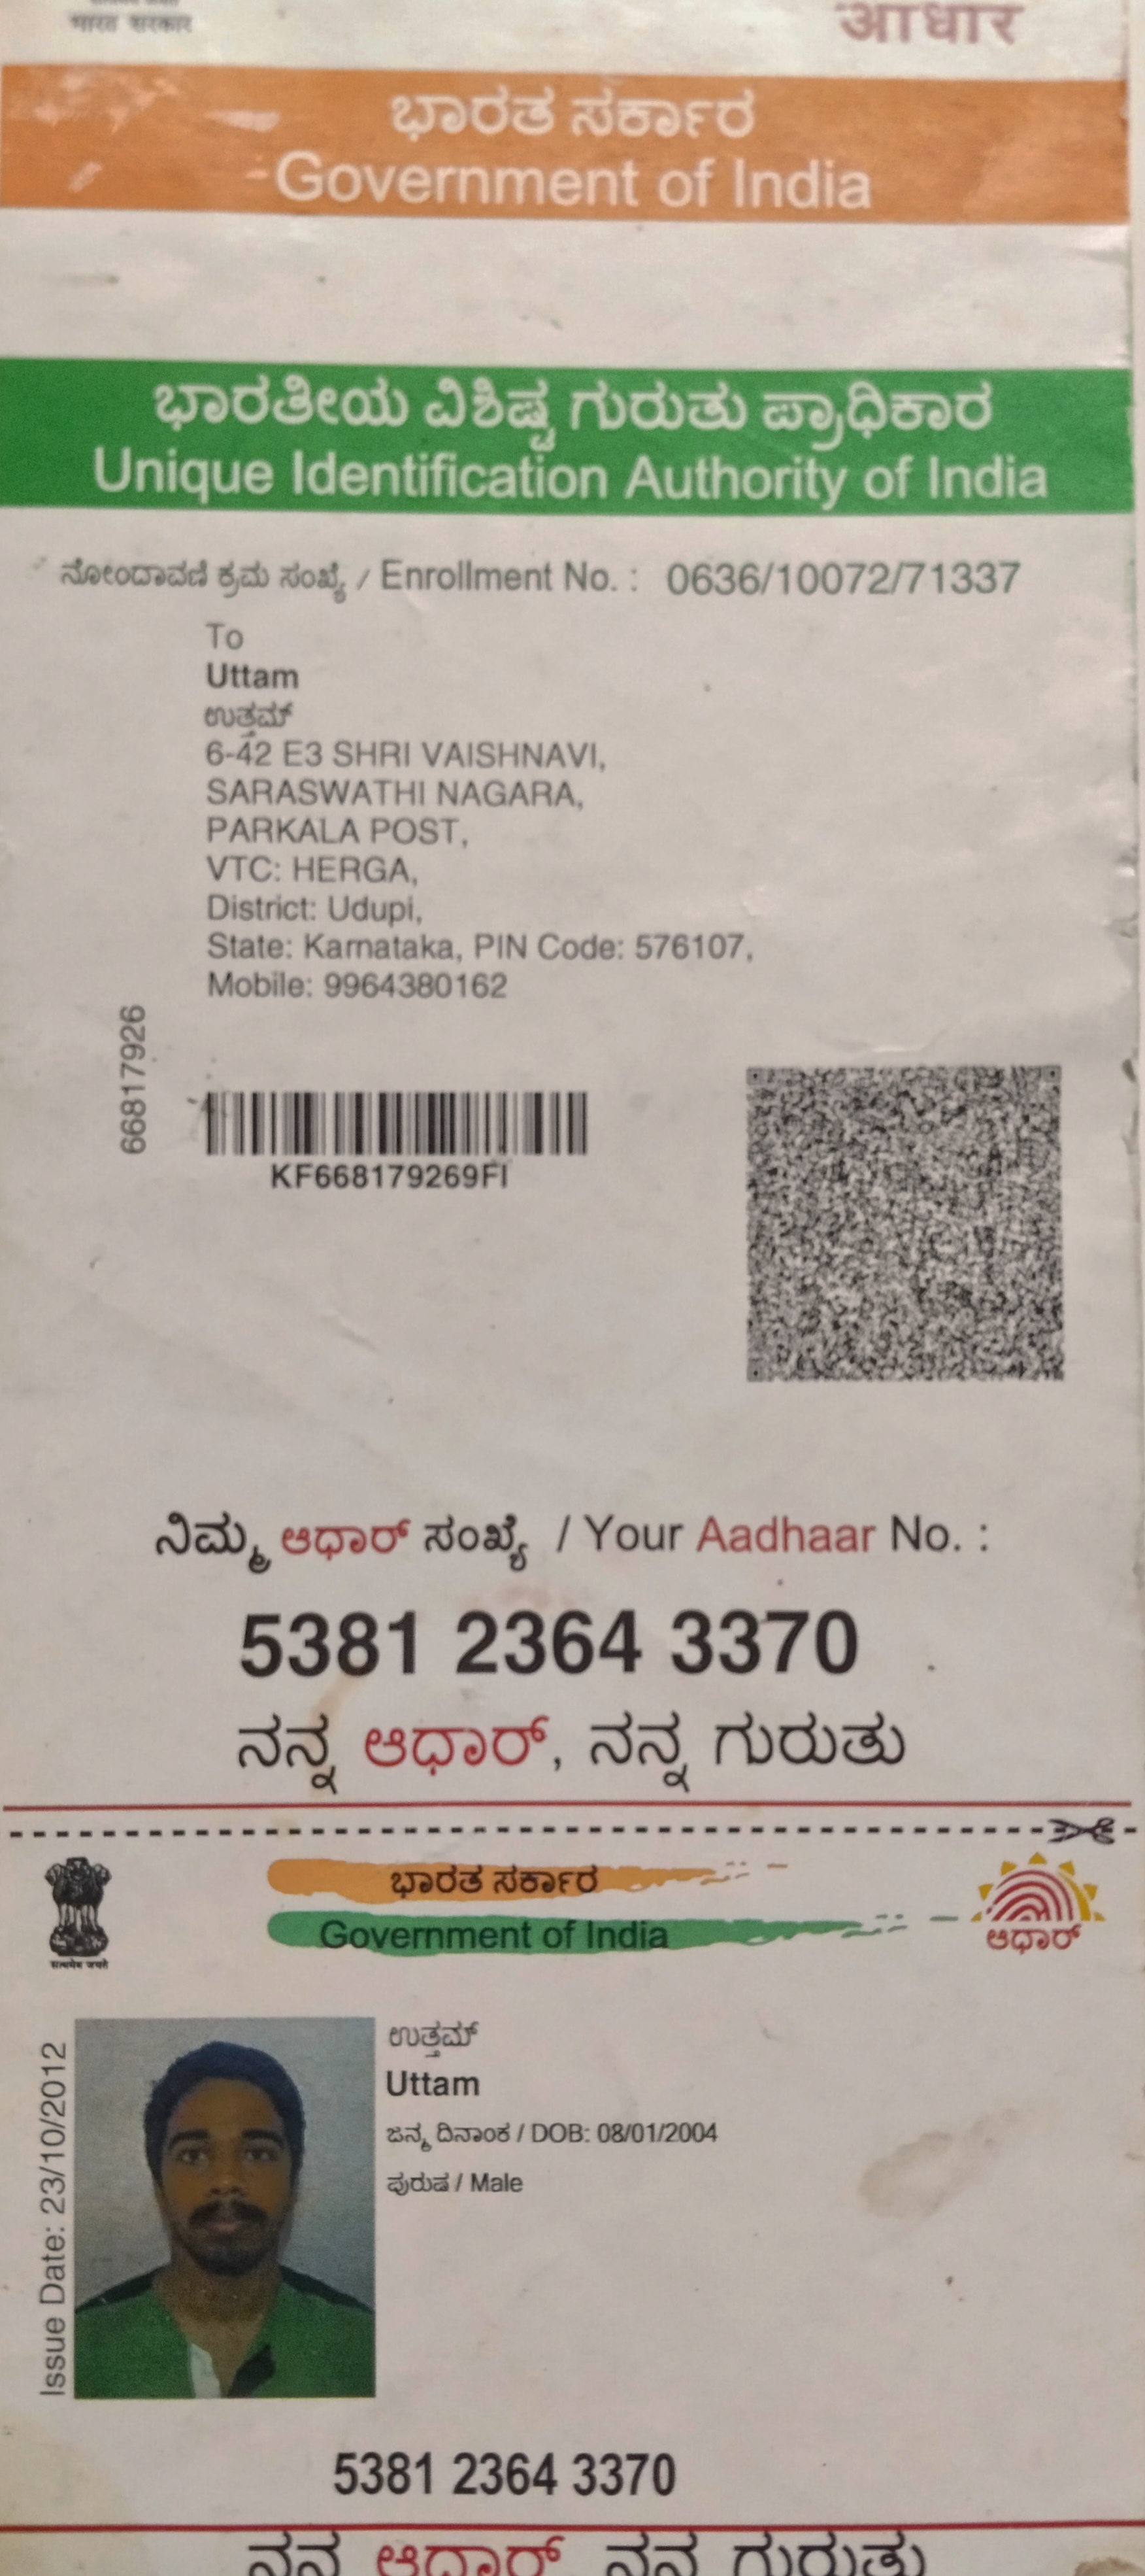 भारत सरकार
आधार
ಭಾರತ ಸರ್ಕಾರ
Government of India
ಭಾರತೀಯ ವಿಶಿಷ್ಟ ಗುರುತು ಪ್ರಾಧಿಕಾರ
Unique Identification Authority of India
ನೋಂದಾವಣಿ ಕ್ರಮ ಸಂಖ್ಯೆ / Enrollment No. : 0636/10072/71337
To
Uttam
ಉತ್ತಮ್
6-42 E3 SHRI VAISHNAVI,
SARASWATHI NAGARA,
PARKALA POST,
VTC: HERGA,
District: Udupi,
State: Karnataka, PIN Code: 576107,
Mobile: 9964380162
66817926
KF668179269FI
ನಿಮ್ಮ ಆಧಾರ್ ಸಂಖ್ಯೆ / Your Aadhaar No. :
5381 2364 3370
ನನ್ನ ಆಧಾರ್, ನನ್ನ ಗುರುತು
ಭಾರತ ಸರ್ಕಾರ
Government of India
सत्यमेव जयते
ಆಧಾರ್
Issue Date: 23/10/2012
ಉತ್ತಮ್
Uttam
ಜನ್ಮ ದಿನಾಂಕ / DOB: 08/01/2004
ಪುರುಷ / Male
5381 2364 3370
ನನ್ನ ಆಧಾರ್, ನನ್ನ ಗುರುತು